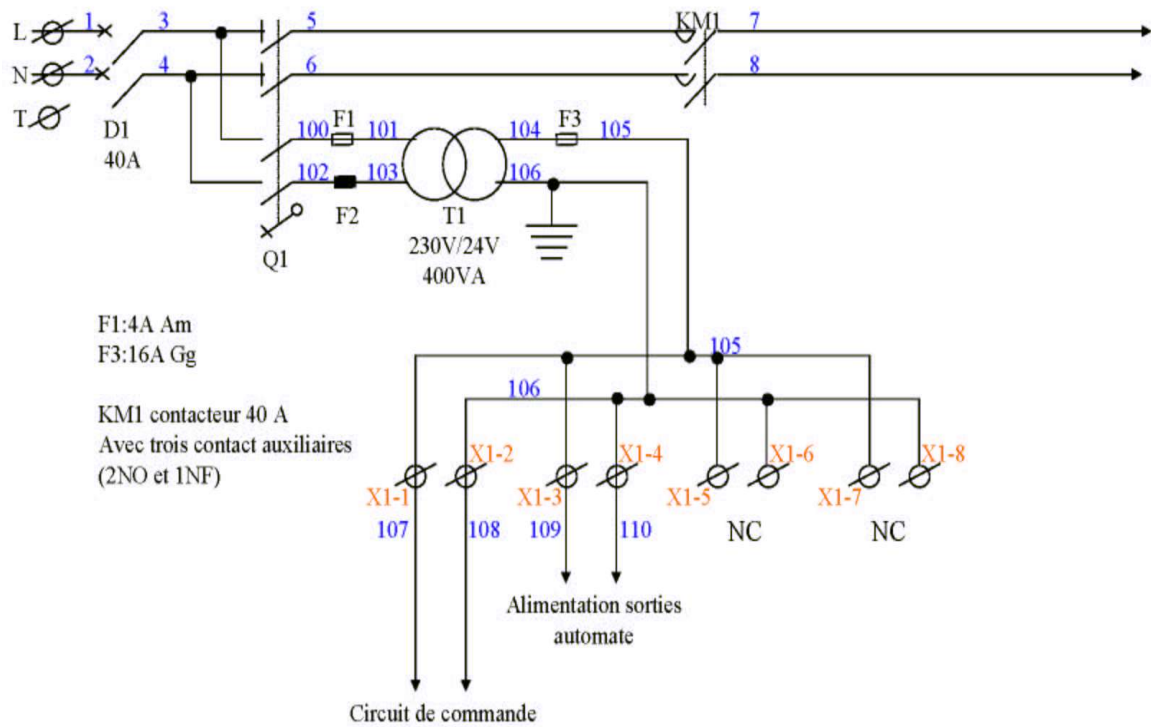 L 1 3 5 KM1 7
N 2 4 6 8
T
D1
40A
100 F1 101 104 F3 105
102 103 106
F2 T1
Q1 230V/24V
400VA
F1:4A Am
F3:16A Gg
105
106
KM1 contacteur 40 A
Avec trois contact auxiliaires
(2NO et 1NF)
X1-2 X1-4 X1-6 X1-8
X1-1 X1-3 X1-5 X1-7
107 108 109 110 NC NC
Alimentation sorties
automate
Circuit de commande